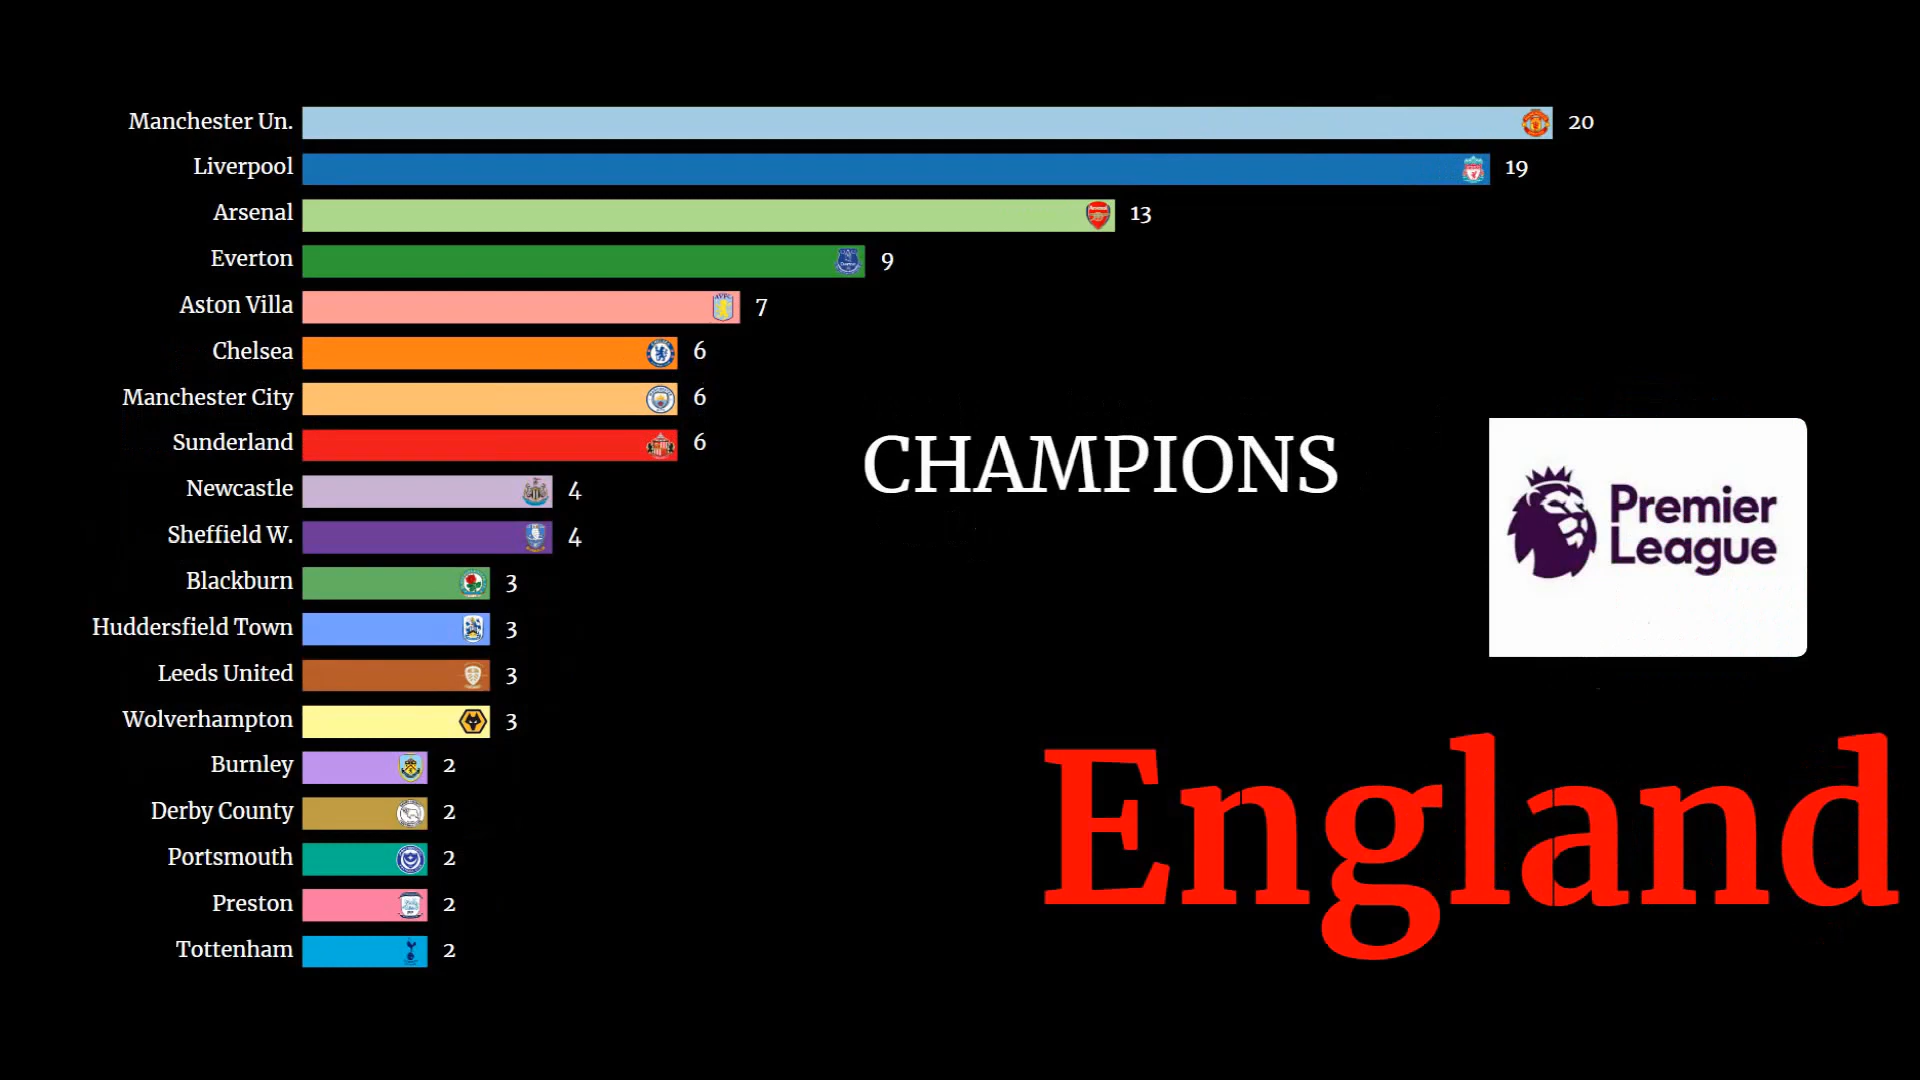 Manchester Un. 20
Liverpool 19
Arsenal 13
Everton 9
Aston Villa 7
Chelsea 6
Manchester City 6
Sunderland 6
Newcastle 4
Sheffield W. 4
Blackburn 3
Huddersfield Town 3
Leeds United 3
Wolverhampton 3
Burnley 2
Derby County 2
Portsmouth 2
Preston 2
Tottenham 2
CHAMPIONS
Premier
League
England